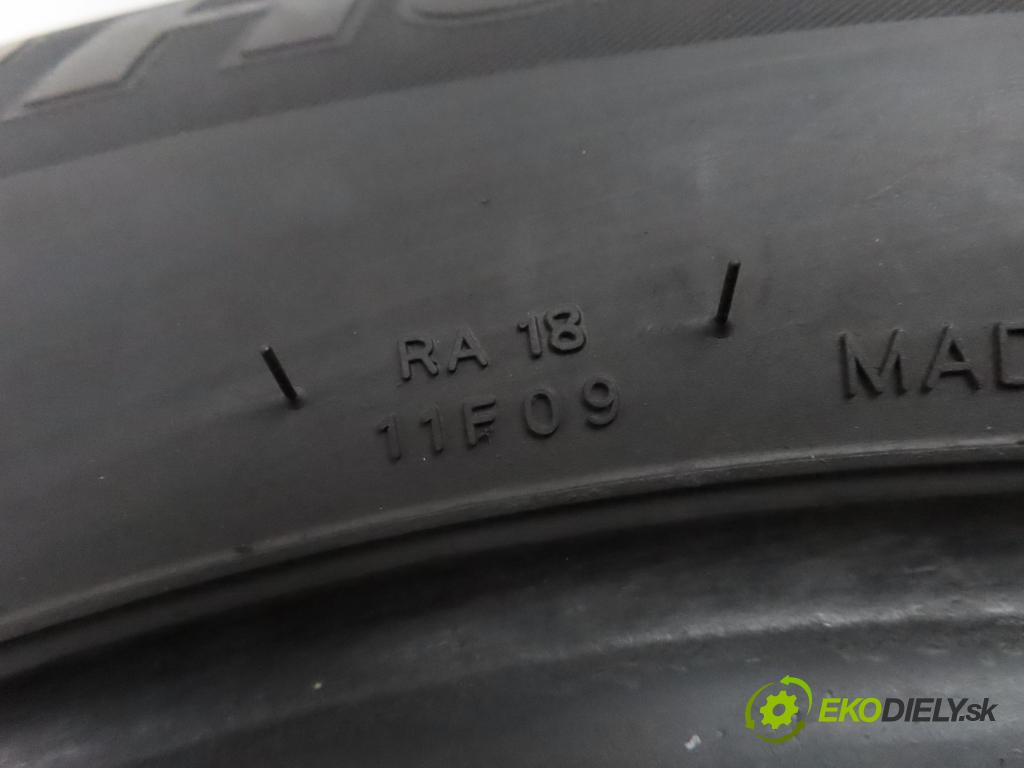 RA 18
11F09
MAD
EKODIELY.sk